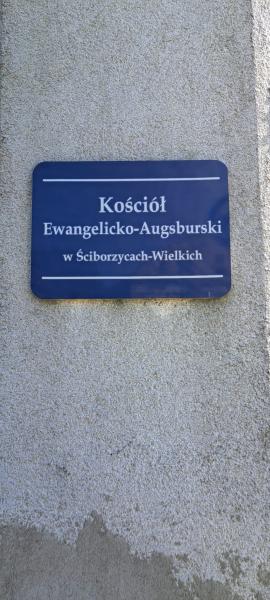 Kościół
Ewangelicko-Augsburski
w Ściborzycach-Wielkich